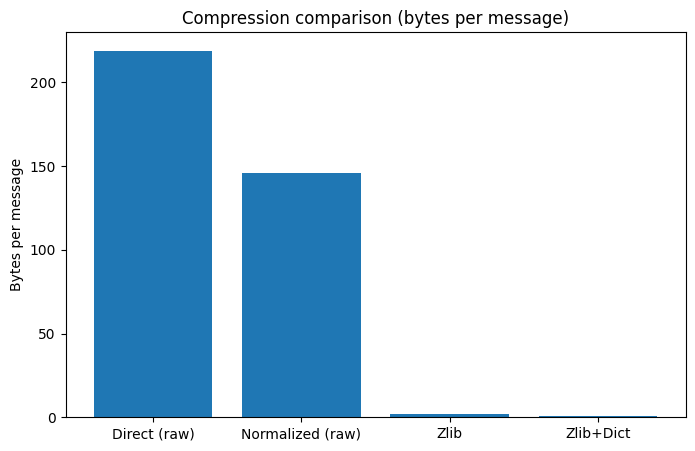 Compression comparison (bytes per message)
Bytes per message
200
150
100
50
0
Direct (raw) Normalized (raw) Zlib Zlib+Dict